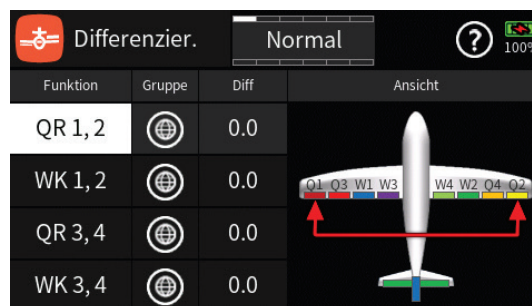 Differenzier. Normal ? 100%
Funktion Gruppe Diff Ansicht
QR 1, 2 0.0
WK 1, 2 0.0
QR 3, 4 0.0
WK 3, 4 0.0
Q1 Q3 W1 W3 W4 W2 Q4 Q2